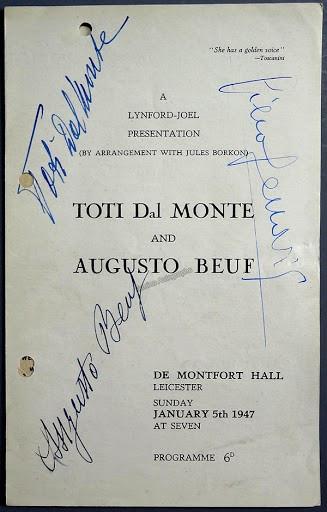 "She has a golden voice"
—Toscanini
A
LYNFORD-JOEL
PRESENTATION
(BY ARRANGEMENT WITH JULES BORKON)
Toti Dal Monte
TOTI Dal MONTE
AND
AUGUSTO BEUF
Augusto Beuf
DE MONTFORT HALL
LEICESTER
SUNDAY
JANUARY 5th 1947
AT SEVEN
PROGRAMME 6D